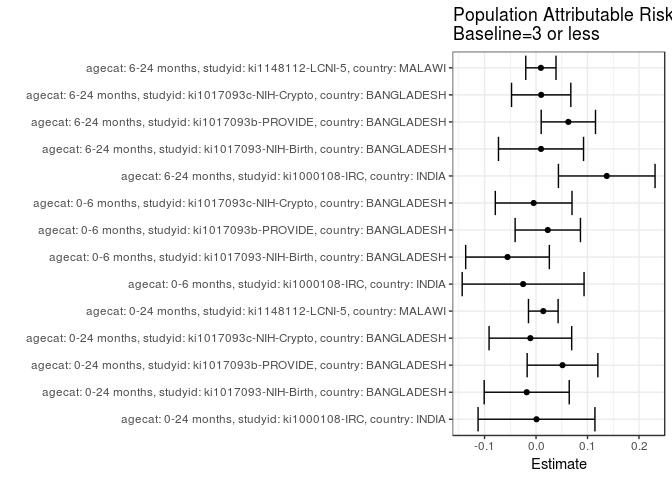 Population Attributable Risk
Baseline=3 or less
agecat: 6-24 months, studyid: ki1148112-LCNI-5, country: MALAWI
agecat: 6-24 months, studyid: ki1017093c-NIH-Crypto, country: BANGLADESH
agecat: 6-24 months, studyid: ki1017093b-PROVIDE, country: BANGLADESH
agecat: 6-24 months, studyid: ki1017093-NIH-Birth, country: BANGLADESH
agecat: 6-24 months, studyid: ki1000108-IRC, country: INDIA
agecat: 0-6 months, studyid: ki1017093c-NIH-Crypto, country: BANGLADESH
agecat: 0-6 months, studyid: ki1017093b-PROVIDE, country: BANGLADESH
agecat: 0-6 months, studyid: ki1017093-NIH-Birth, country: BANGLADESH
agecat: 0-6 months, studyid: ki1000108-IRC, country: INDIA
agecat: 0-24 months, studyid: ki1148112-LCNI-5, country: MALAWI
agecat: 0-24 months, studyid: ki1017093c-NIH-Crypto, country: BANGLADESH
agecat: 0-24 months, studyid: ki1017093b-PROVIDE, country: BANGLADESH
agecat: 0-24 months, studyid: ki1017093-NIH-Birth, country: BANGLADESH
agecat: 0-24 months, studyid: ki1000108-IRC, country: INDIA
-0.1 0.0 0.1 0.2
Estimate